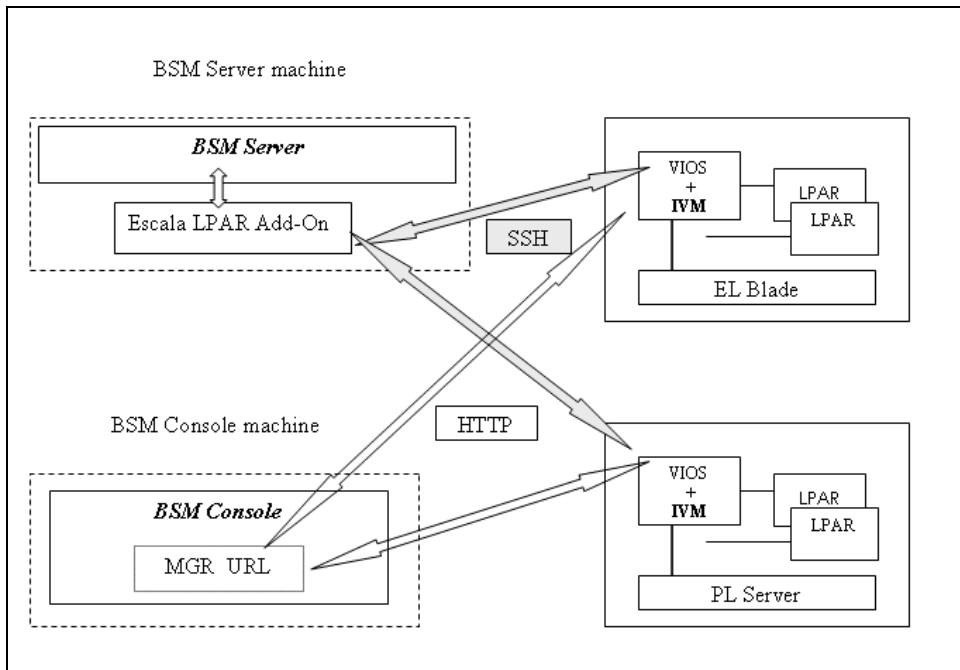 BSM Server machine
BSM Server
Escala LPAR Add-On
SSH
VIOS
+
IVM
LPAR
LPAR
EL Blade
HTTP
BSM Console machine
BSM Console
MGR URL
VIOS
+
IVM
LPAR
LPAR
PL Server